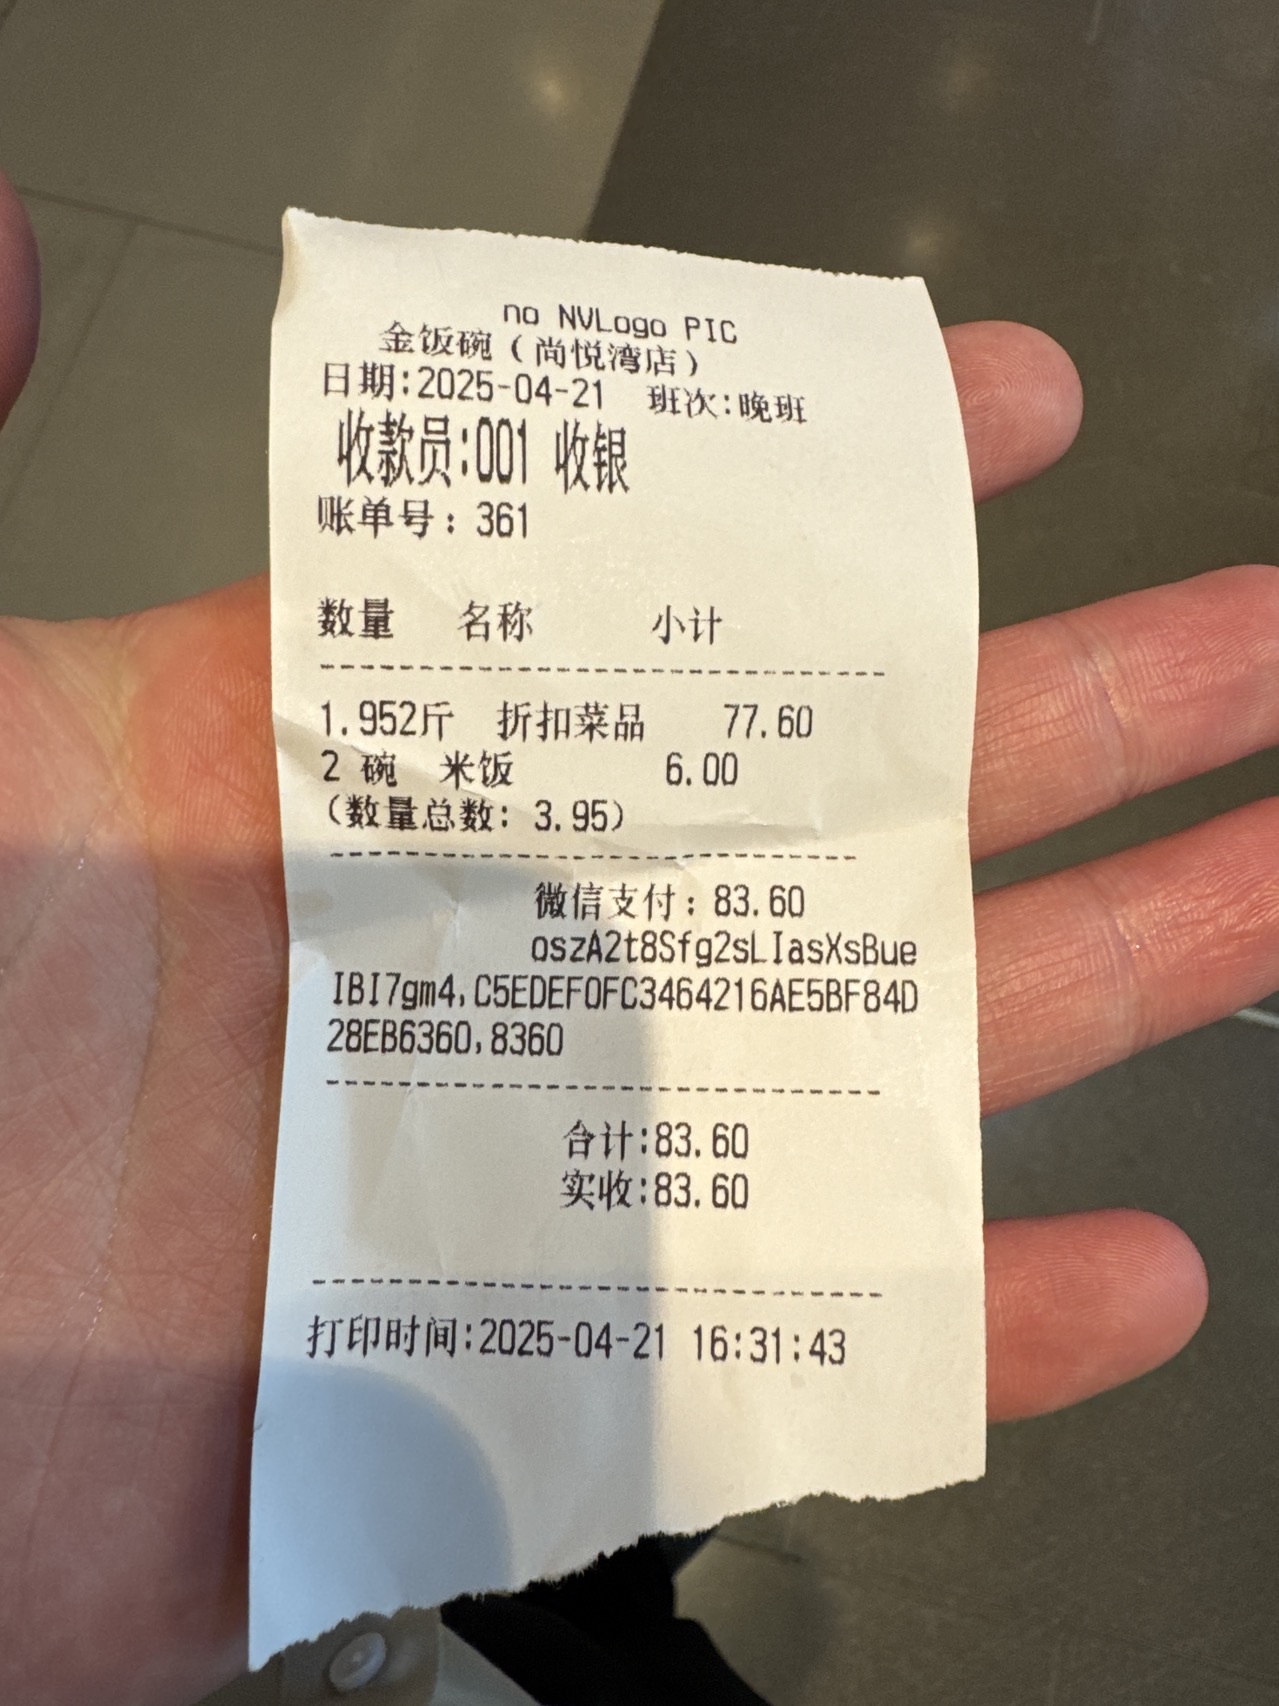 no NVLogo PIC
金饭碗（尚悦湾店）
日期:2025-04-21 班次:晚班
收款员:001 收银
账单号：361
数量 名称 小计
1.952斤 折扣菜品 77.60
2 碗 米饭 6.00
（数量总数：3.95）
微信支付：83.60
oszA2t8Sfg2sLIasXsBue
IBI7gm4,C5EDEF0FC3464216AE5BF84D
28EB6360,8360
合计:83.60
实收:83.60
打印时间:2025-04-21 16:31:43